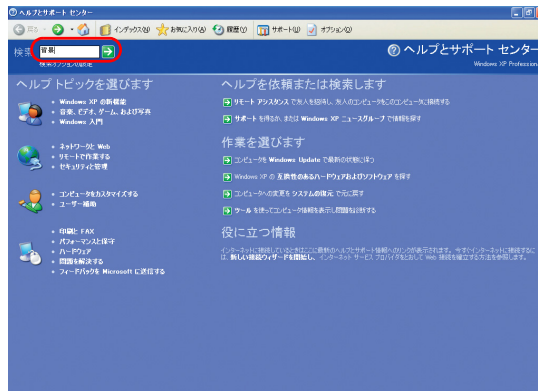 ヘルプとサポート センター
戻る インデックス(X) お気に入り(A) 履歴(Y) サポート(U) オプション(O)
検索 背景
検索オプションの設定
ヘルプとサポート センター
Windows XP Profession
ヘルプ トピックを選びます
Windows XP の新機能
音楽、ビデオ、ゲーム、および写真
Windows 入門
ネットワークと Web
リモートで作業する
セキュリティと管理
コンピュータをカスタマイズする
ユーザー補助
印刷と FAX
パフォーマンスと保守
ハードウェア
問題を解決する
フィードバックを Microsoft に送信する
ヘルプを依頼または検索します
リモート アシスタンスで友人を招待し、友人のコンピュータをこのコンピュータに接続する
サポート を得るか、または Windows XP ニュースグループ で情報を探す
作業を選びます
コンピュータを Windows Update で最新の状態に保つ
Windows XP の 互換性のあるハードウェアおよびソフトウェア を探す
コンピュータへの変更を システムの復元 で元に戻す
ツール を使ってコンピュータ情報を表示し問題を診断する
役に立つ情報
インターネットに接続しているときはここに最新のヘルプとサポート情報へのリンクが表示されます。今すぐインターネットに接続するに
は、新しい接続ウィザードを開始し、インターネット サービス プロバイダをとおして Web 接続を確立する方法を参照します。